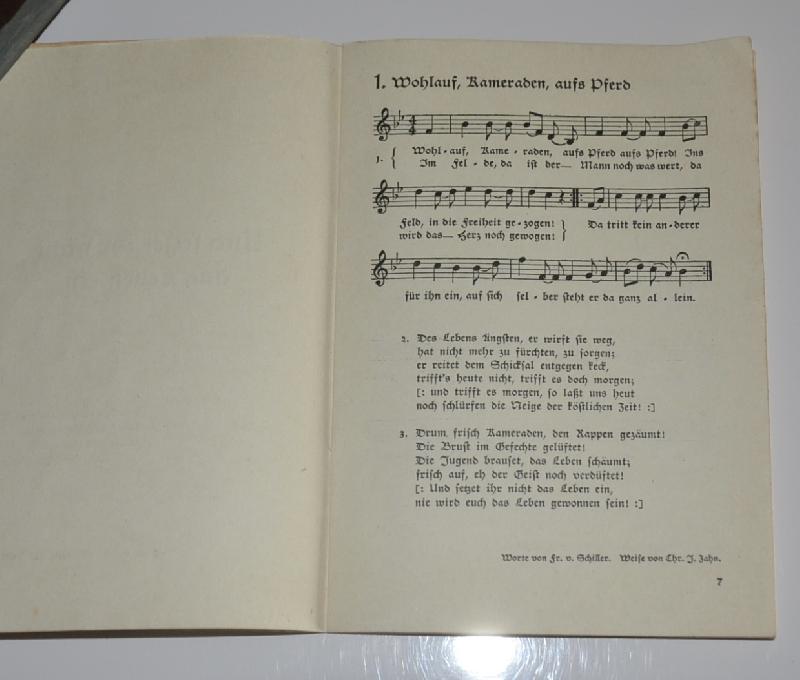 1. Wohlauf, Kameraden, aufs Pferd
1. { Wohl - auf, Kame - raden, aufs Pferd aufs Pferd! Ins
Im Fel - de, da ist der— Mann noch was wert, da
Feld, in die Freiheit ge - zogen! } Da tritt kein an - derer
wird das— Herz noch gewogen!
für ihn ein, auf sich sel - ber steht er da ganz al - lein.
2. Des Lebens Ängsten, er wirft sie weg,
hat nicht mehr zu fürchten, zu sorgen;
er reitet dem Schicksal entgegen keck,
trifft's heute nicht, trifft es doch morgen;
[: und trifft es morgen, so laßt uns heut
noch schlürfen die Neige der köstlichen Zeit! :]
3. Drum frisch Kameraden, den Rappen gezäumt!
Die Brust im Gefechte gelüftet!
Die Jugend brauset, das Leben schäumt;
frisch auf, eh der Geist noch verdüftet!
[: Und setzet ihr nicht das Leben ein,
nie wird euch das Leben gewonnen sein! :]
Worte von Fr. v. Schiller. Weise von Chr. J. Zahn.
7